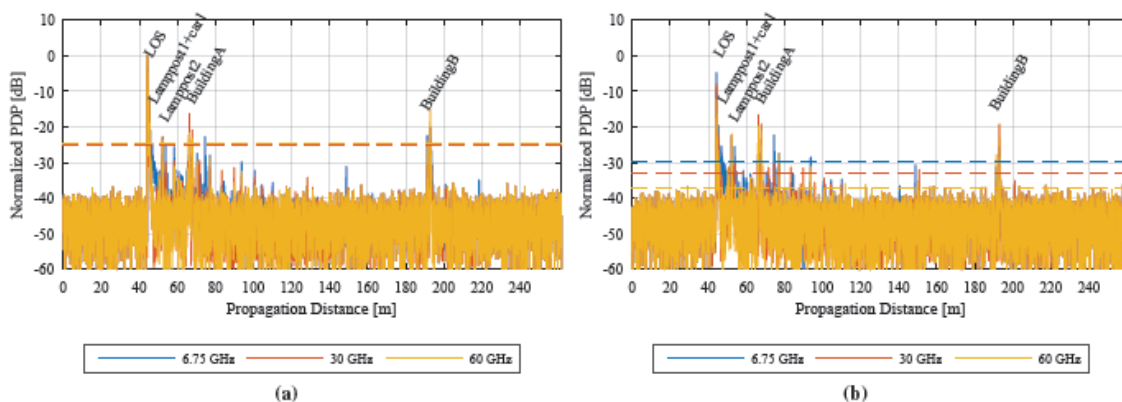 10
0
-10
-20
-30
-40
-50
-60
Normalized PDP [dB]
LOS
Lamppost1+car1
Lamppost2
BuildingA
BuildingB
0 20 40 60 80 100 120 140 160 180 200 220 240
Propagation Distance [m]
6.75 GHz 30 GHz 60 GHz
(a)
10
0
-10
-20
-30
-40
-50
-60
Normalized PDP [dB]
LOS
Lamppost1+car1
Lamppost2
BuildingA
BuildingB
0 20 40 60 80 100 120 140 160 180 200 220 240
Propagation Distance [m]
6.75 GHz 30 GHz 60 GHz
(b)